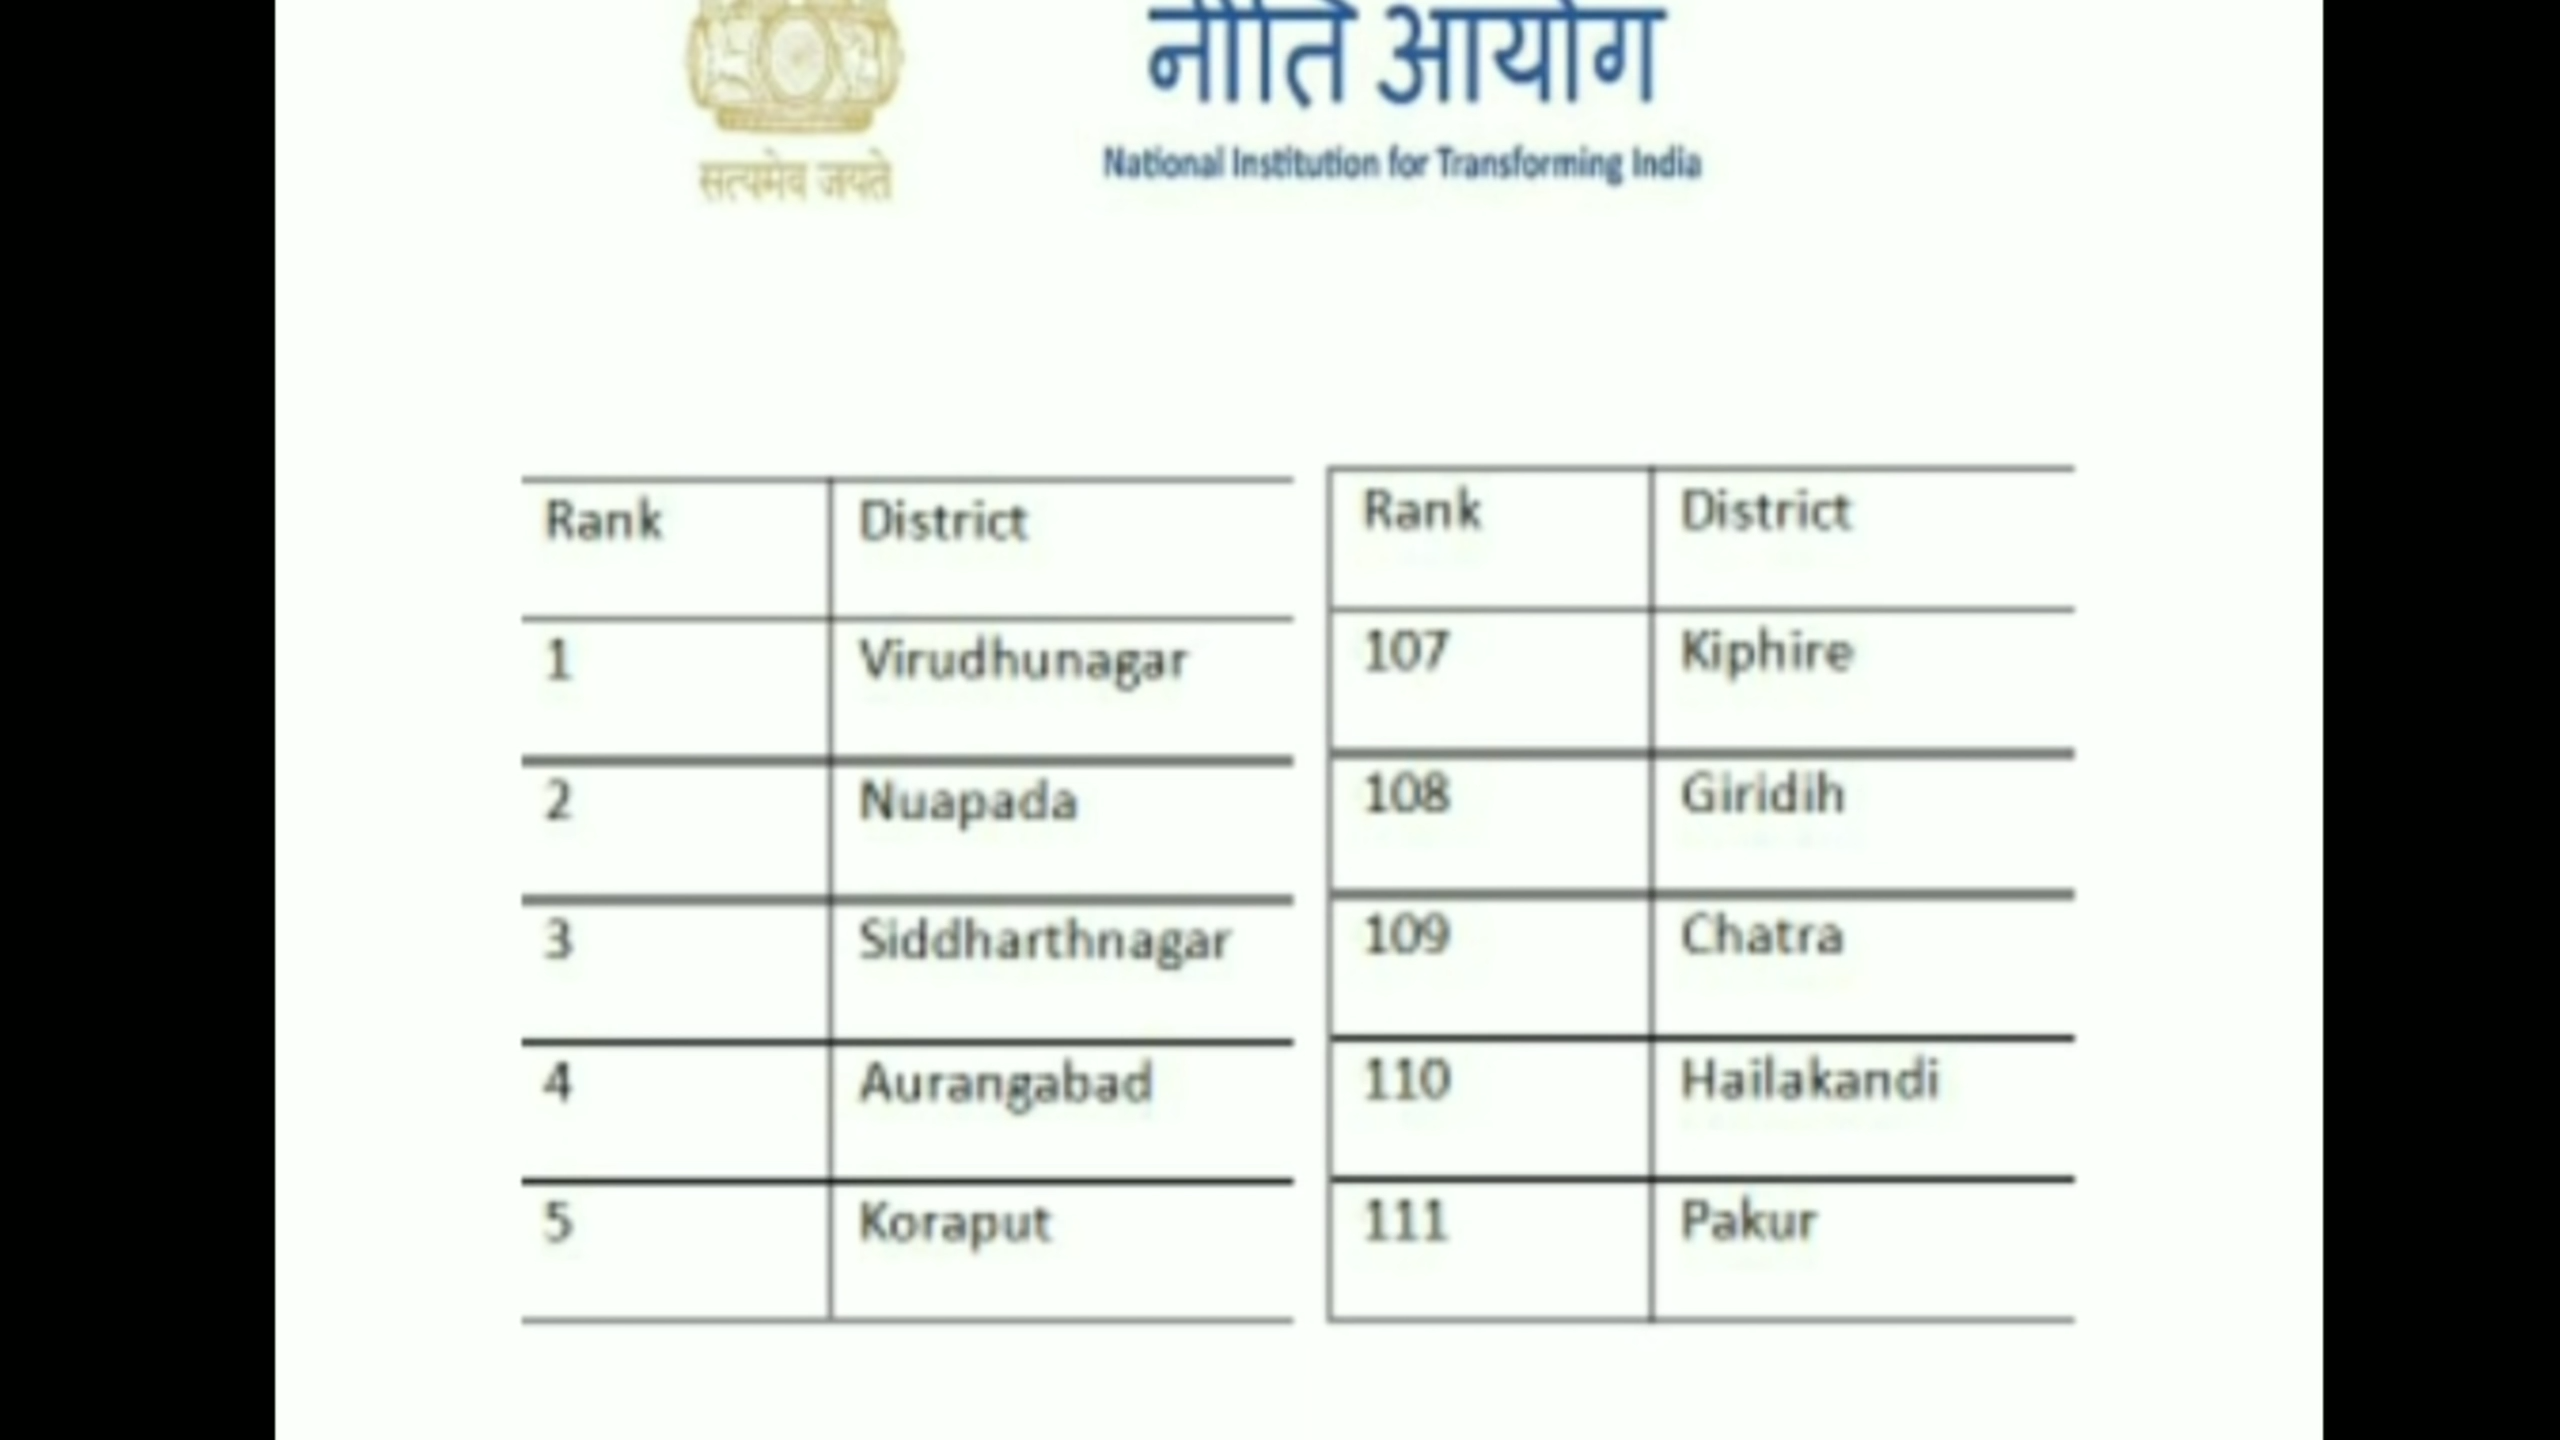 नीति आयोग
सत्यमेव जयते
National Institution for Transforming India
Rank District
1 Virudhunagar
2 Nuapada
3 Siddharthnagar
4 Aurangabad
5 Koraput
Rank District
107 Kiphire
108 Giridih
109 Chatra
110 Hailakandi
111 Pakur